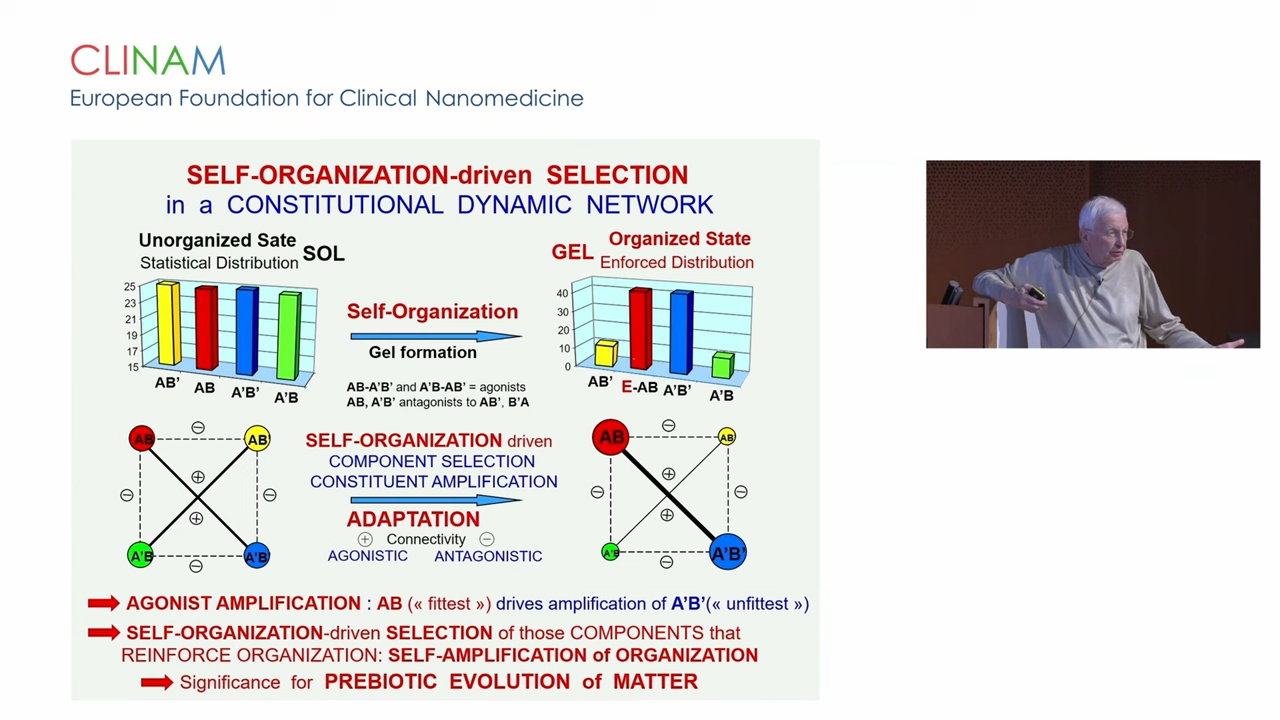 CLINAM
European Foundation for Clinical Nanomedicine
SELF-ORGANIZATION-driven SELECTION
in a CONSTITUTIONAL DYNAMIC NETWORK
Unorganized Sate
Statistical Distribution
SOL
25
23
21
19
17
15
AB'
AB
A'B'
A'B
Self-Organization
Gel formation
AB-A'B' and A'B-AB' = agonists
AB, A'B' antagonists to AB', B'A
GEL
Organized State
Enforced Distribution
40
30
20
10
0
AB'
E-AB
A'B'
A'B
AB
AB'
A'B
A'B'
SELF-ORGANIZATION driven
COMPONENT SELECTION
CONSTITUENT AMPLIFICATION
ADAPTATION
+ Connectivity −
AGONISTIC ANTAGONISTIC
AB
AB
A'B
A'B'
AGONIST AMPLIFICATION : AB (« fittest ») drives amplification of A'B'(« unfittest »)
SELF-ORGANIZATION-driven SELECTION of those COMPONENTS that
REINFORCE ORGANIZATION: SELF-AMPLIFICATION of ORGANIZATION
Significance for PREBIOTIC EVOLUTION of MATTER